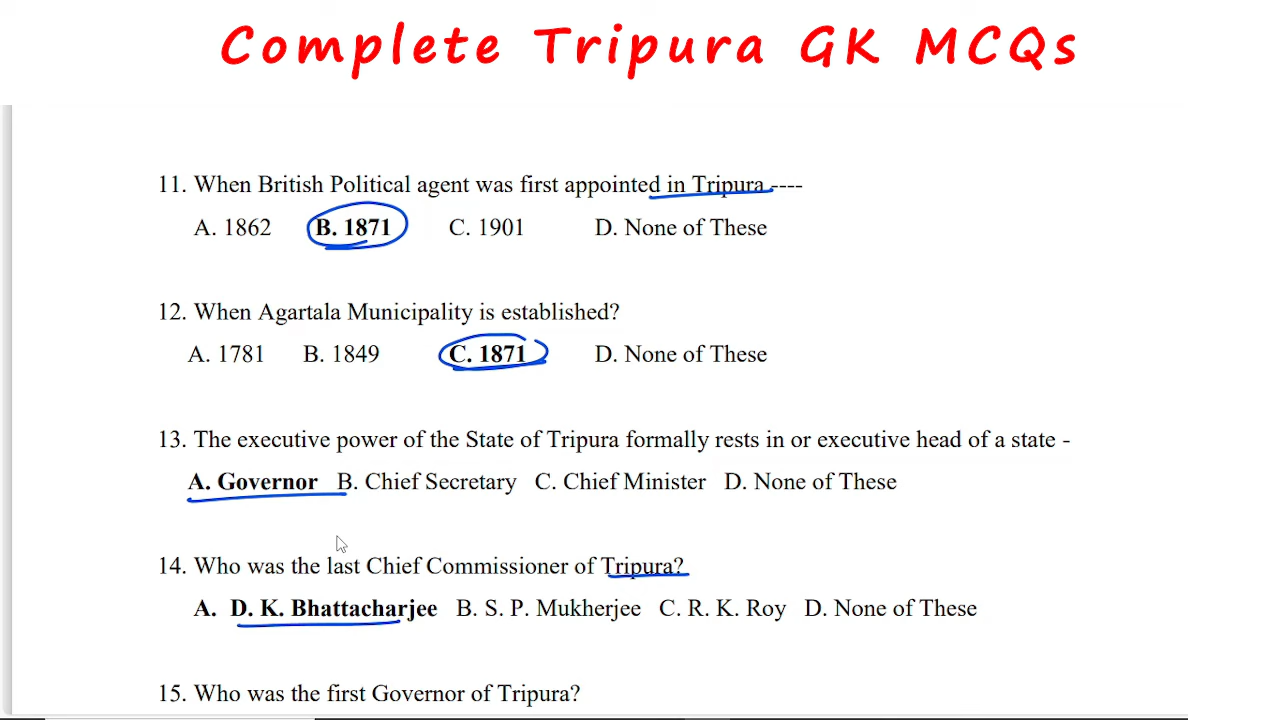 Complete Tripura GK MCQs
11. When British Political agent was first appointed in Tripura ----
A. 1862 B. 1871 C. 1901 D. None of These
12. When Agartala Municipality is established?
A. 1781 B. 1849 C. 1871 D. None of These
13. The executive power of the State of Tripura formally rests in or executive head of a state -
A. Governor B. Chief Secretary C. Chief Minister D. None of These
14. Who was the last Chief Commissioner of Tripura?
A. D. K. Bhattacharjee B. S. P. Mukherjee C. R. K. Roy D. None of These
15. Who was the first Governor of Tripura?